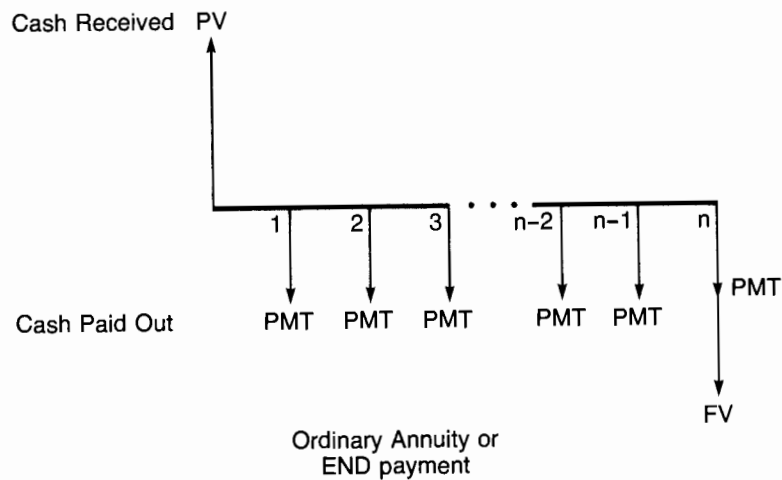 Cash Received PV
1 2 3 n–2 n–1 n
PMT
Cash Paid Out PMT PMT PMT PMT PMT
FV
Ordinary Annuity or
END payment